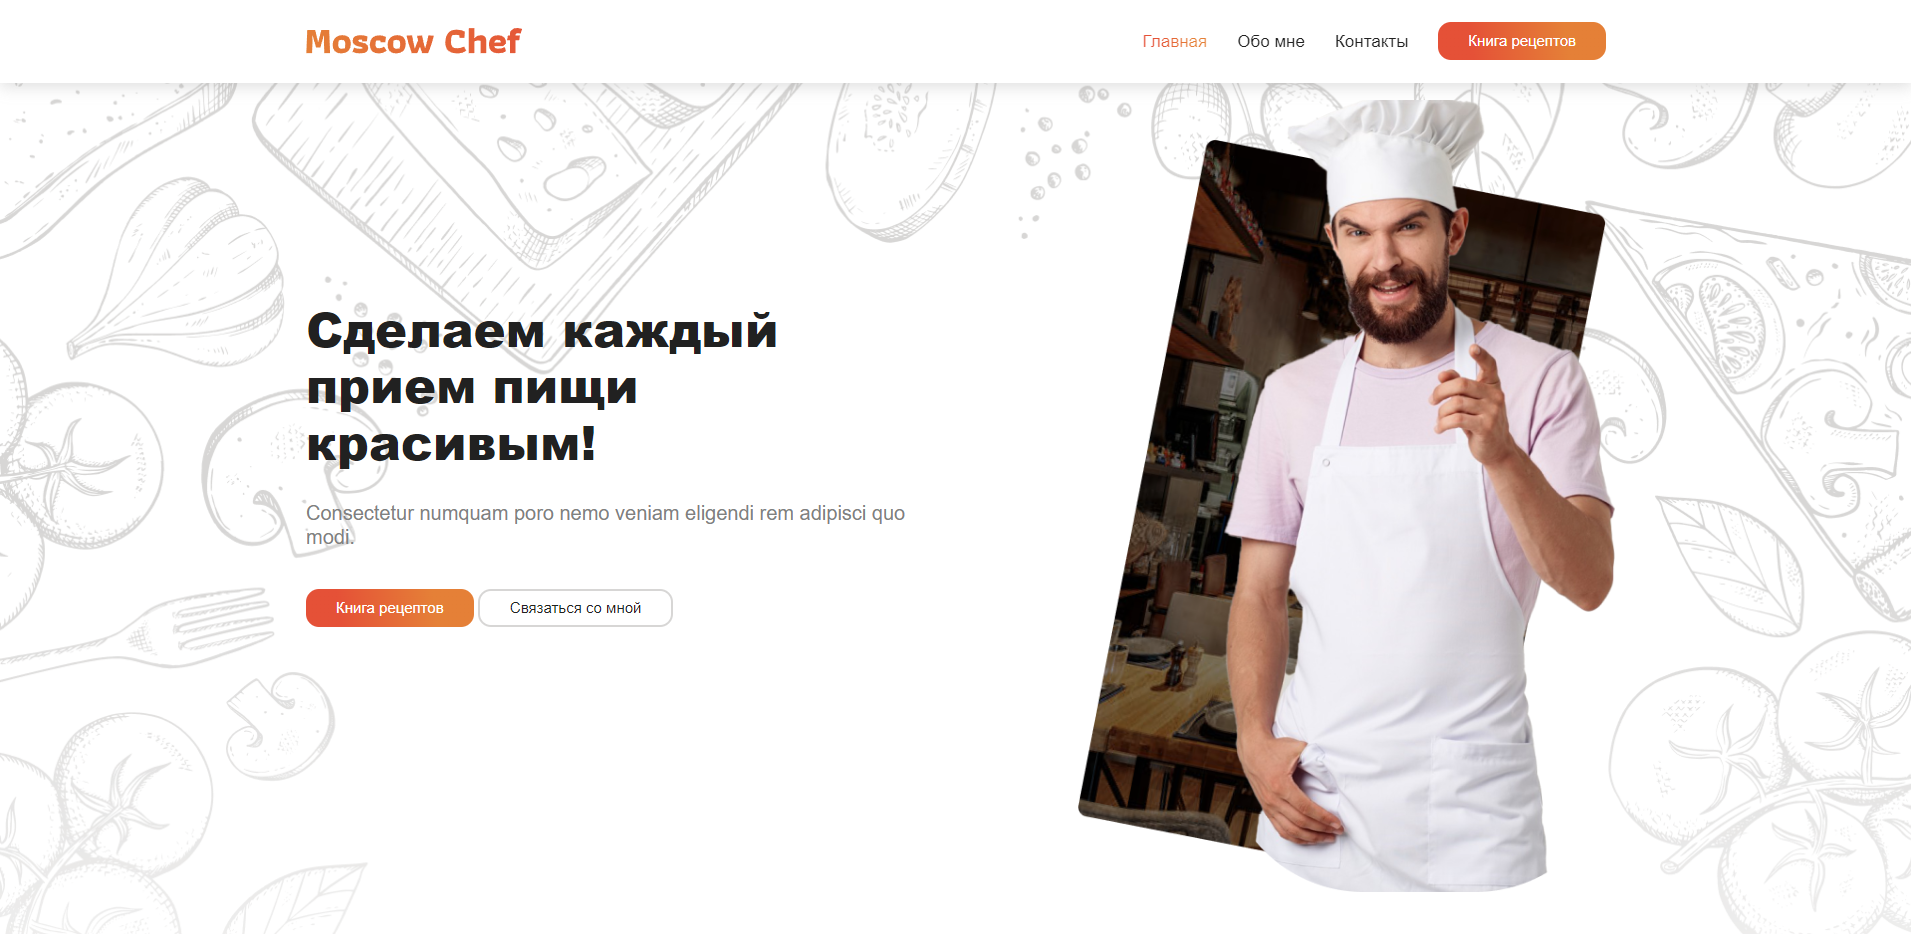 Moscow Chef
Главная
Обо мне
Контакты
Книга рецептов
Сделаем каждый
прием пищи
красивым!
Consectetur numquam poro nemo veniam eligendi rem adipisci quo
modi.
Книга рецептов
Связаться со мной